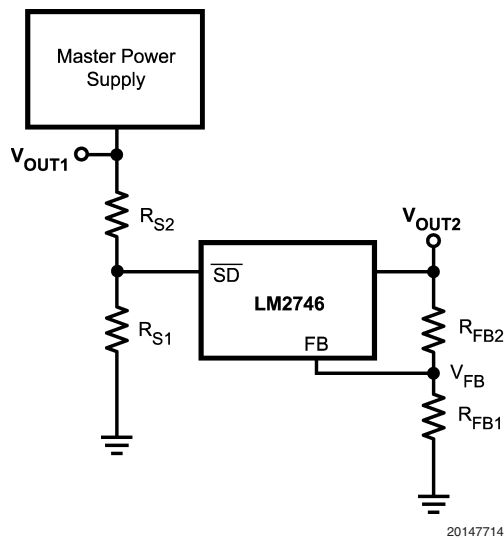 Master Power
Supply
VOUT1
RS2
VOUT2
SD
LM2746
RS1
RFB2
FB
VFB
RFB1
20147714